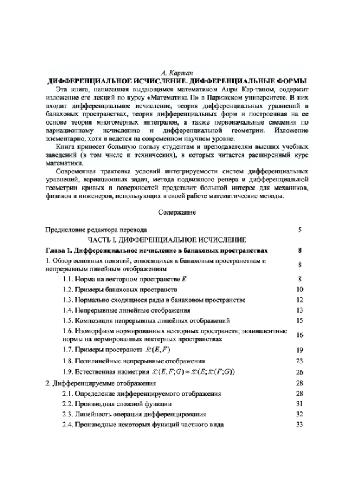 А. Картан
ДИФФЕРЕНЦИАЛЬНОЕ ИСЧИСЛЕНИЕ. ДИФФЕРЕНЦИАЛЬНЫЕ ФОРМЫ
Эта книга, написанная выдающимся математиком Анри Картаном, содержит
изложение его лекций по курсу «Математика II» в Парижском университете. В них
входят дифференциальное исчисление, теория дифференциальных уравнений в
банаховых пространствах, теория дифференциальных форм и построенная на ее
основе теория многократных интегралов, а также первоначальные сведения по
вариационному исчислению и дифференциальной геометрии. Изложение
элементарно, хотя и ведется на современном научном уровне.
Книга принесет большую пользу студентам и преподавателям высших учебных
заведений (в том числе и технических), в которых читается расширенный курс
математики.
Современная трактовка условий интегрируемости систем дифференциальных
уравнений, вариационных задач, метода подвижного репера и дифференциальной
геометрии кривых и поверхностей представит большой интерес для механиков,
физиков и инженеров, использующих в своей работе математические методы.
Содержание
Предисловие редактора перевода 5
ЧАСТЬ I. ДИФФЕРЕНЦИАЛЬНОЕ ИСЧИСЛЕНИЕ
Глава 1. Дифференциальное исчисление в банаховых пространствах 8
1. Обзор основных понятий, относящихся к банаховым пространствам и 8
непрерывным линейным отображениям
1.1. Норма на векторном пространстве E 8
1.2. Примеры банаховых пространств 10
1.3. Нормально сходящиеся ряды в банаховом пространстве 12
1.4. Непрерывные линейные отображения 13
1.5. Композиция непрерывных линейных отображений 15
1.6. Изоморфизм нормированных векторных пространств; эквивалентные 16
нормы на нормированных векторных пространствах
1.7. Примеры пространств ℒ(E,F) 19
1.8. Полилинейные непрерывные отображения 23
1.9. Естественная изометрия ℒ(E,F;G) = ℒ(E;ℒ(F;G)) 26
2. Дифференцируемые отображения 28
2.1. Определение дифференцируемого отображения 28
2.2. Производная сложной функции 31
2.3. Линейность операции дифференцирования 32
2.4. Производные некоторых функций частного вида 33